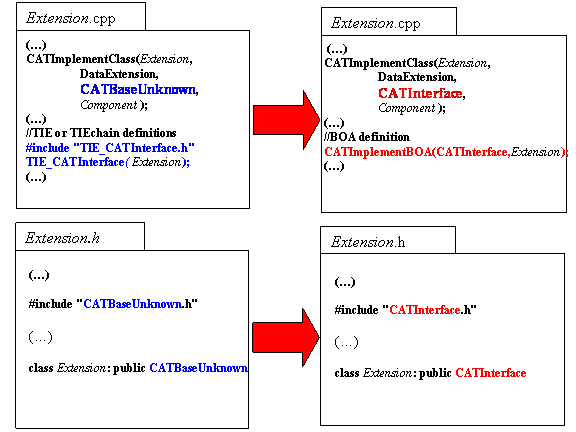 Extension.cpp
(...)
CATImplementClass(Extension,
DataExtension,
CATBaseUnknown,
Component );
(...)
//TIE or TIEchain definitions
#include "TIE_CATInterface.h"
TIE_CATInterface( Extension);
(...)
Extension.cpp
(...)
CATImplementClass(Extension,
DataExtension,
CATInterface,
Component );
(...)
//BOA definition
CATImplementBOA(CATInterface,Extension);
(...)
Extension.h
(...)
#include "CATBaseUnknown.h"
(...)
class Extension: public CATBaseUnknown
Extension.h
(...)
#include "CATInterface.h"
(...)
class Extension: public CATInterface